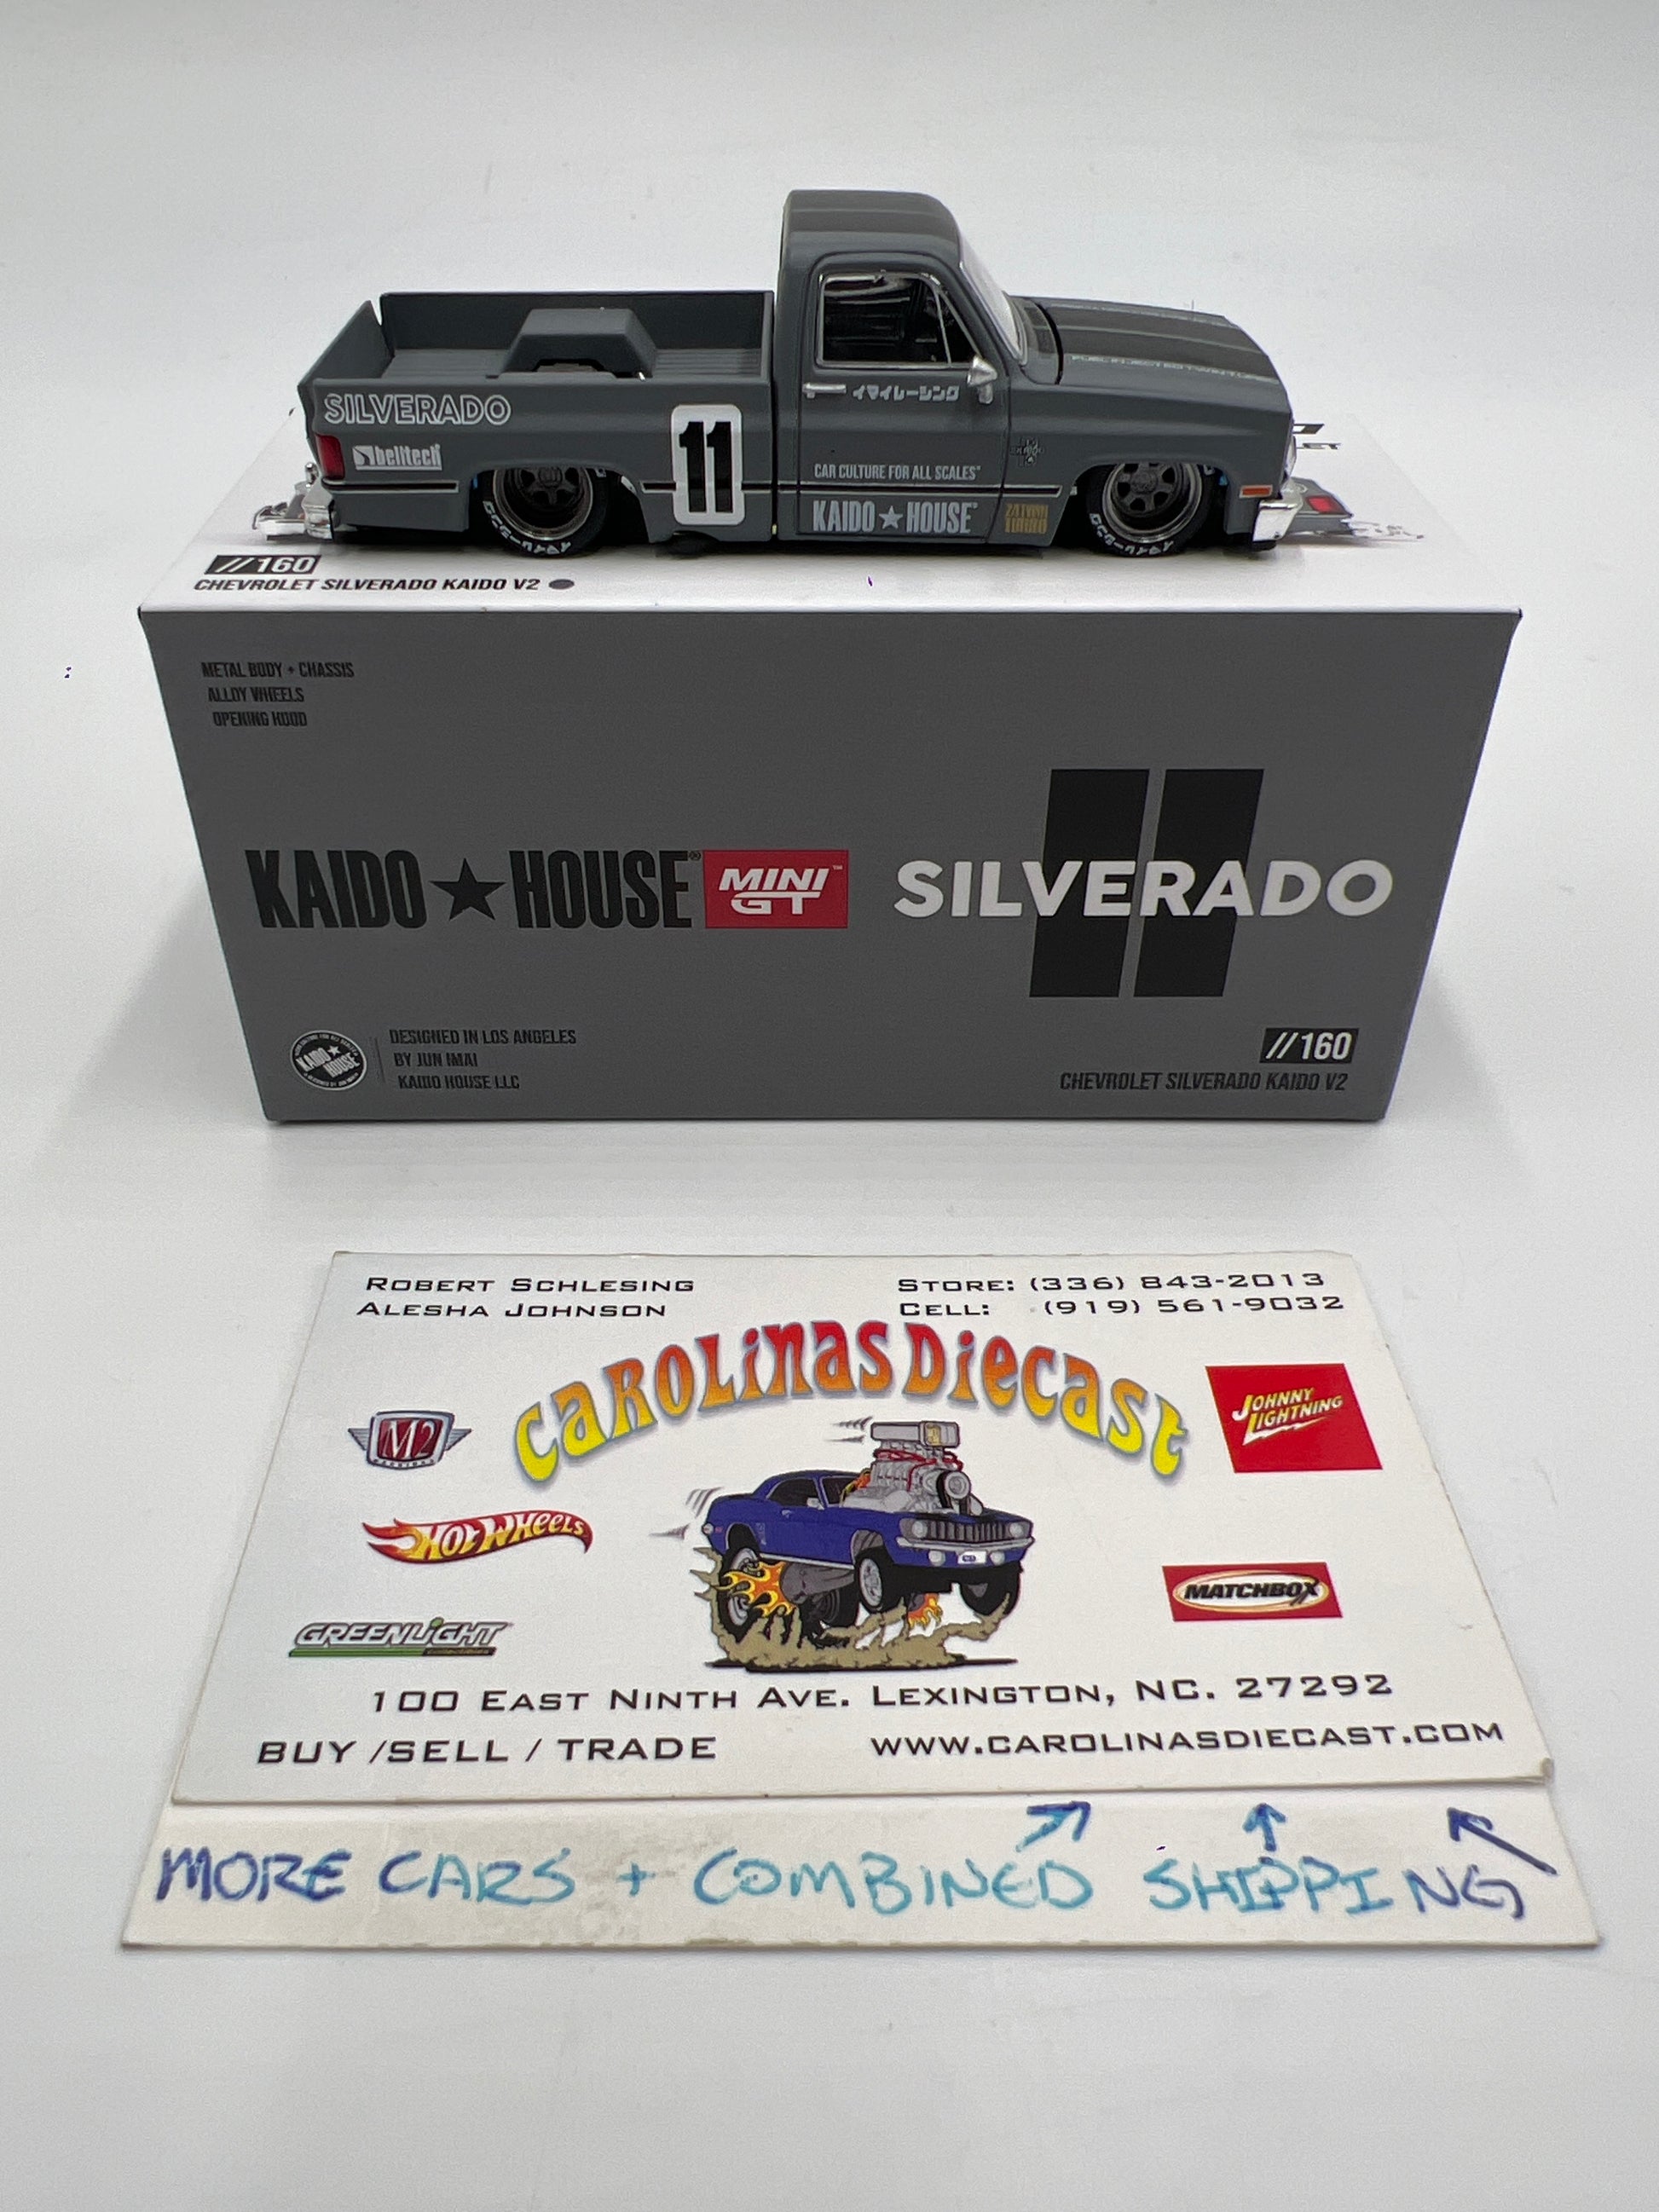 SILVERADO
belltech
11
イマイレーシング
CAR CULTURE FOR ALL SCALES
KAIDO★HOUSE
//160
CHEVROLET SILVERADO KAIDO V2
METAL BODY + CHASSIS
ALLOY WHEELS
OPENING HOOD
KAIDO★HOUSE® MINI GT™ SILVERADO
KAIDO★HOUSE
DESIGNED IN LOS ANGELES
BY JUN IMAI
KAIDO HOUSE LLC
//160
CHEVROLET SILVERADO KAIDO V2
ROBERT SCHLESING STORE: (336) 843-2013
ALESHA JOHNSON CELL: (919) 561-9032
CAROLINAS DIECAST
M2
JOHNNY LIGHTNING
HOT WHEELS
MATCHBOX
GREENLIGHT
100 EAST NINTH AVE. LEXINGTON, NC. 27292
BUY /SELL / TRADE WWW.CAROLINASDIECAST.COM
MORE CARS + COMBINED SHIPPING